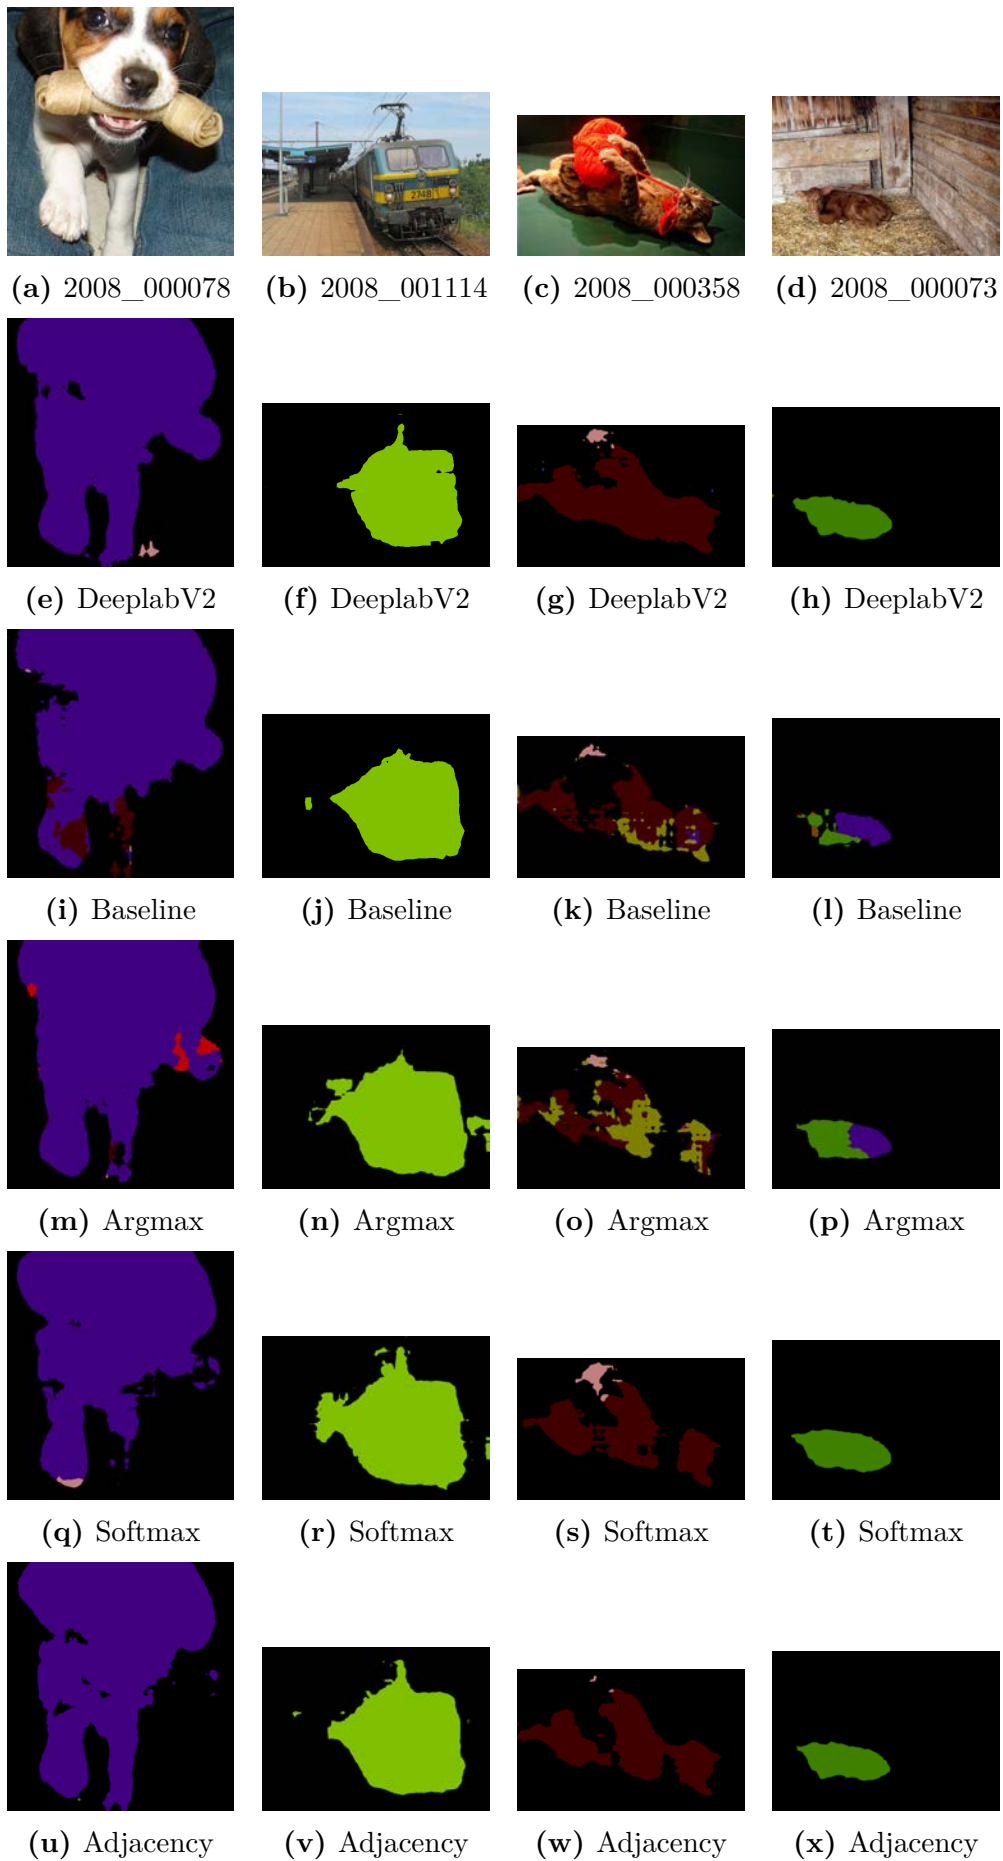 2748
(a) 2008_000078 (b) 2008_001114 (c) 2008_000358 (d) 2008_000073
(e) DeeplabV2 (f) DeeplabV2 (g) DeeplabV2 (h) DeeplabV2
(i) Baseline (j) Baseline (k) Baseline (l) Baseline
(m) Argmax (n) Argmax (o) Argmax (p) Argmax
(q) Softmax (r) Softmax (s) Softmax (t) Softmax
(u) Adjacency (v) Adjacency (w) Adjacency (x) Adjacency